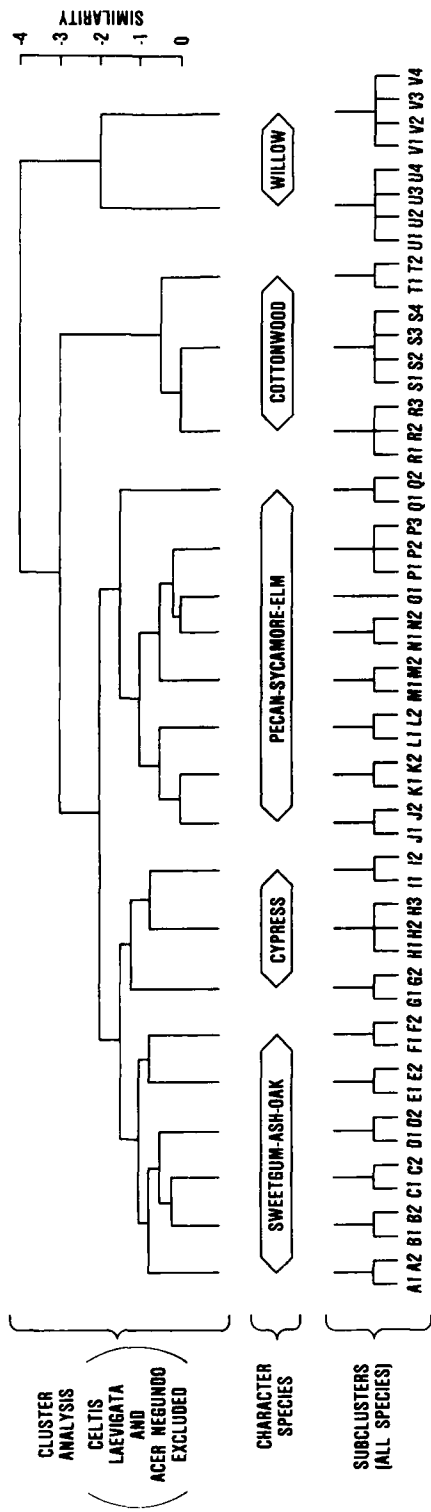 CLUSTER
ANALYSIS
CELTIS
LAEVIGATA
AND
ACER NEGUNDO
EXCLUDED
SIMILARITY
-4
-3
-2
-1
0
CHARACTER
SPECIES
SWEETGUM-ASH-OAK
CYPRESS
PECAN-SYCAMORE-ELM
COTTONWOOD
WILLOW
SUBCLUSTERS
(ALL SPECIES)
A1 A2 B1 B2 C1 C2 D1 D2 E1 E2 F1 F2 G1 G2 H1 H2 H3 I1 I2 J1 J2 K1 K2 L1 L2 M1 M2 N1 N2 O1 P1 P2 P3 Q1 Q2 R1 R2 R3 S1 S2 S3 S4 T1 T2 U1 U2 U3 U4 V1 V2 V3 V4